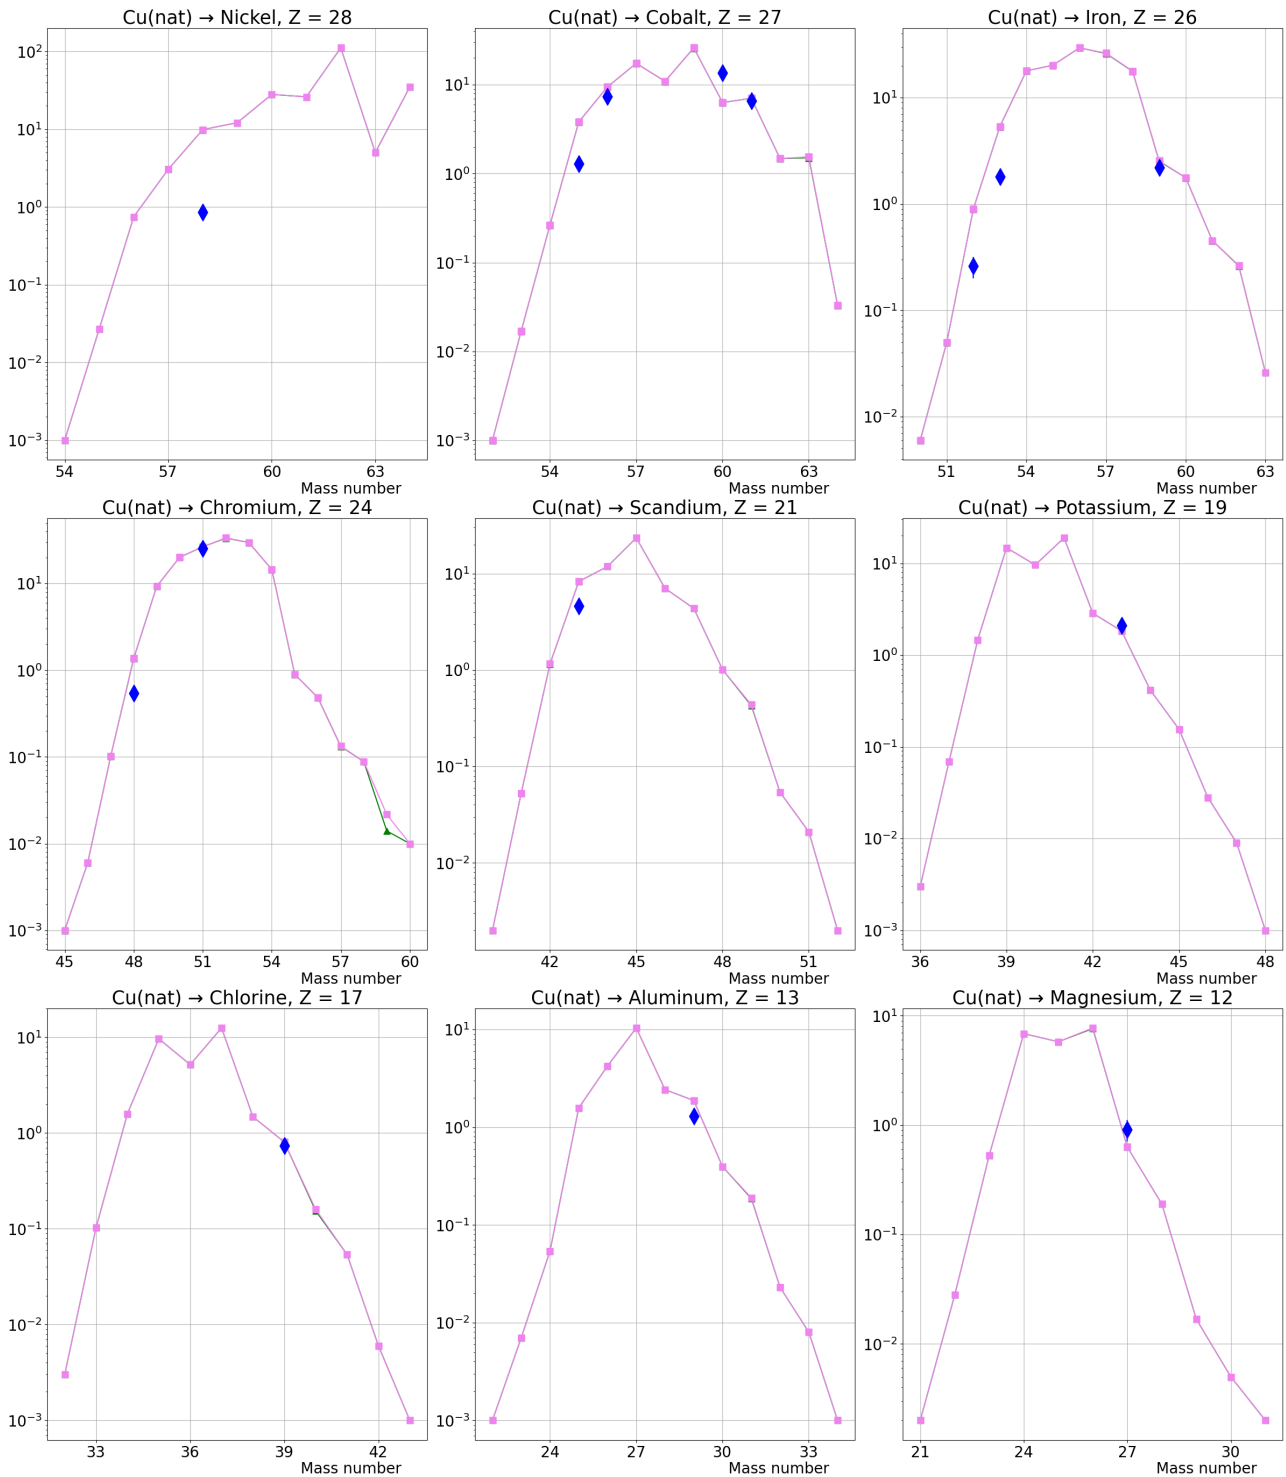 Cu(nat) → Nickel, Z = 28
10²
10¹
10⁰
10⁻¹
10⁻²
10⁻³
54 57 60 63
Mass number
Cu(nat) → Cobalt, Z = 27
10¹
10⁰
10⁻¹
10⁻²
10⁻³
54 57 60 63
Mass number
Cu(nat) → Iron, Z = 26
10¹
10⁰
10⁻¹
10⁻²
51 54 57 60 63
Mass number
Cu(nat) → Chromium, Z = 24
10¹
10⁰
10⁻¹
10⁻²
10⁻³
45 48 51 54 57 60
Mass number
Cu(nat) → Scandium, Z = 21
10¹
10⁰
10⁻¹
10⁻²
42 45 48 51
Mass number
Cu(nat) → Potassium, Z = 19
10¹
10⁰
10⁻¹
10⁻²
10⁻³
36 39 42 45 48
Mass number
Cu(nat) → Chlorine, Z = 17
10¹
10⁰
10⁻¹
10⁻²
10⁻³
33 36 39 42
Mass number
Cu(nat) → Aluminum, Z = 13
10¹
10⁰
10⁻¹
10⁻²
10⁻³
24 27 30 33
Mass number
Cu(nat) → Magnesium, Z = 12
10¹
10⁰
10⁻¹
10⁻²
21 24 27 30
Mass number